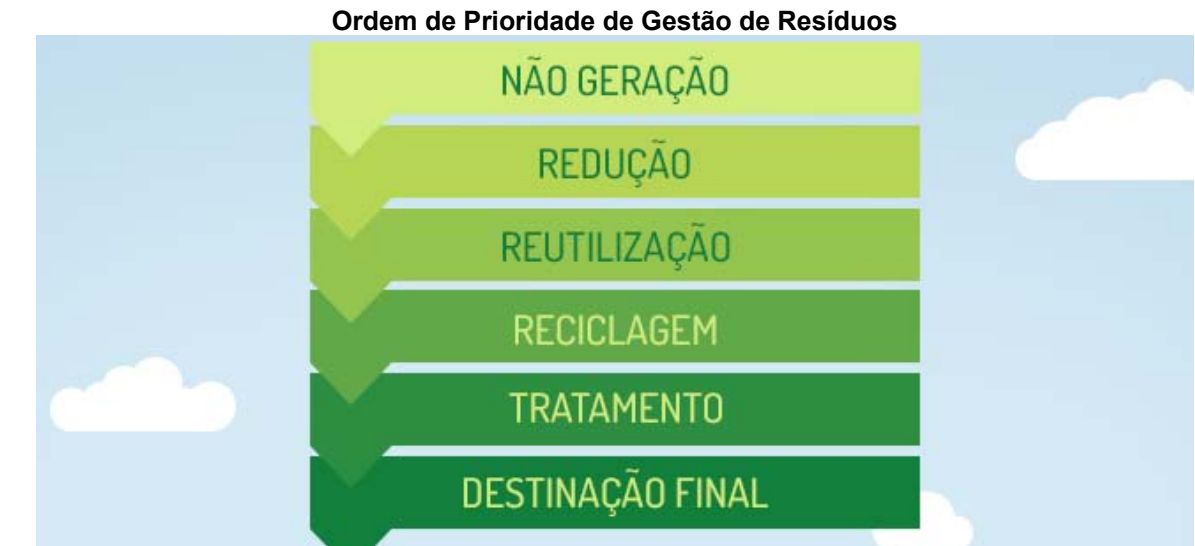 Ordem de Prioridade de Gestão de Resíduos
NÃO GERAÇÃO
REDUÇÃO
REUTILIZAÇÃO
RECICLAGEM
TRATAMENTO
DESTINAÇÃO FINAL